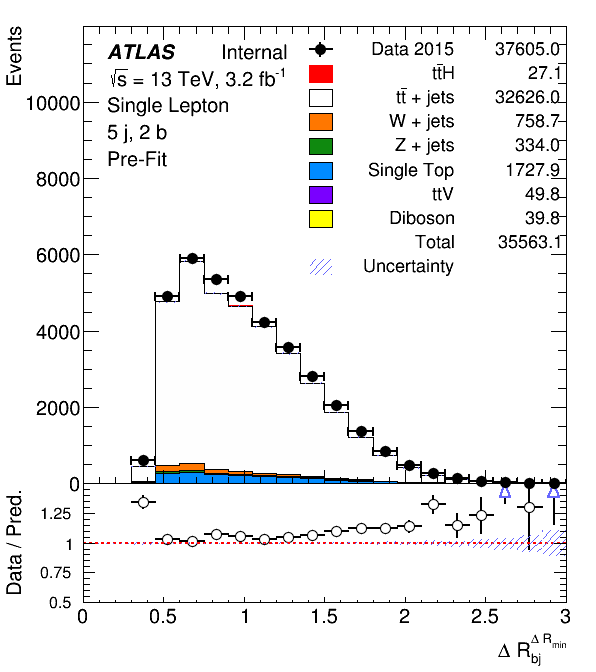 Events
ATLAS Internal
√s = 13 TeV, 3.2 fb⁻¹
Single Lepton
5 j, 2 b
Pre-Fit
Data 2015 37605.0
tt̄H 27.1
tt̄ + jets 32626.0
W + jets 758.7
Z + jets 334.0
Single Top 1727.9
ttV 49.8
Diboson 39.8
Total 35563.1
Uncertainty
10000
8000
6000
4000
2000
0
Data / Pred.
1.25
1
0.75
0.5
0 0.5 1 1.5 2 2.5 3
Δ R_bj^Δ R_min